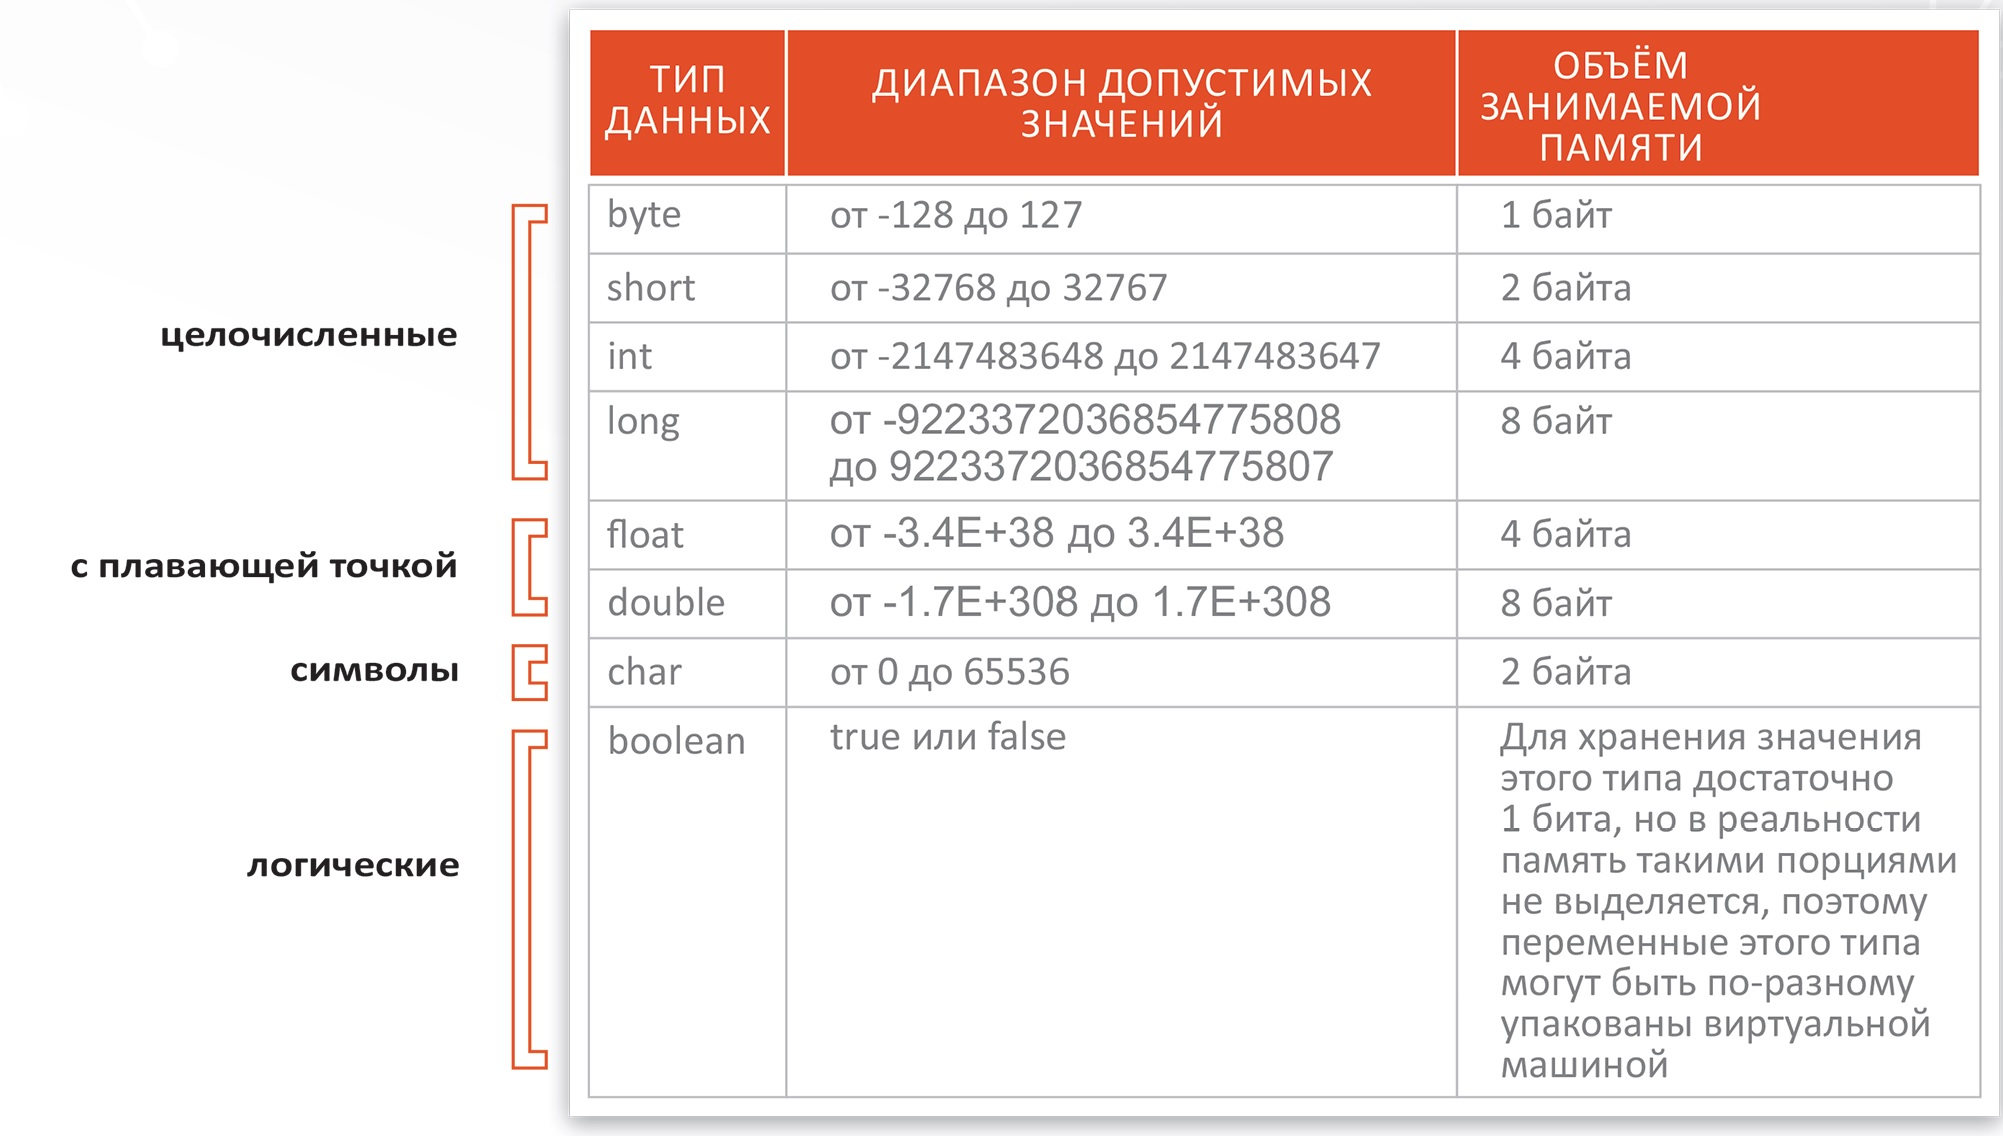 ТИП
ДАННЫХ
ДИАПАЗОН ДОПУСТИМЫХ
ЗНАЧЕНИЙ
ОБЪЁМ
ЗАНИМАЕМОЙ
ПАМЯТИ
целочисленные
byte
от -128 до 127
1 байт
short
от -32768 до 32767
2 байта
int
от -2147483648 до 2147483647
4 байта
long
от -9223372036854775808
до 9223372036854775807
8 байт
с плавающей точкой
float
от -3.4E+38 до 3.4E+38
4 байта
double
от -1.7E+308 до 1.7E+308
8 байт
символы
char
от 0 до 65536
2 байта
логические
boolean
true или false
Для хранения значения
этого типа достаточно
1 бита, но в реальности
память такими порциями
не выделяется, поэтому
переменные этого типа
могут быть по-разному
упакованы виртуальной
машиной